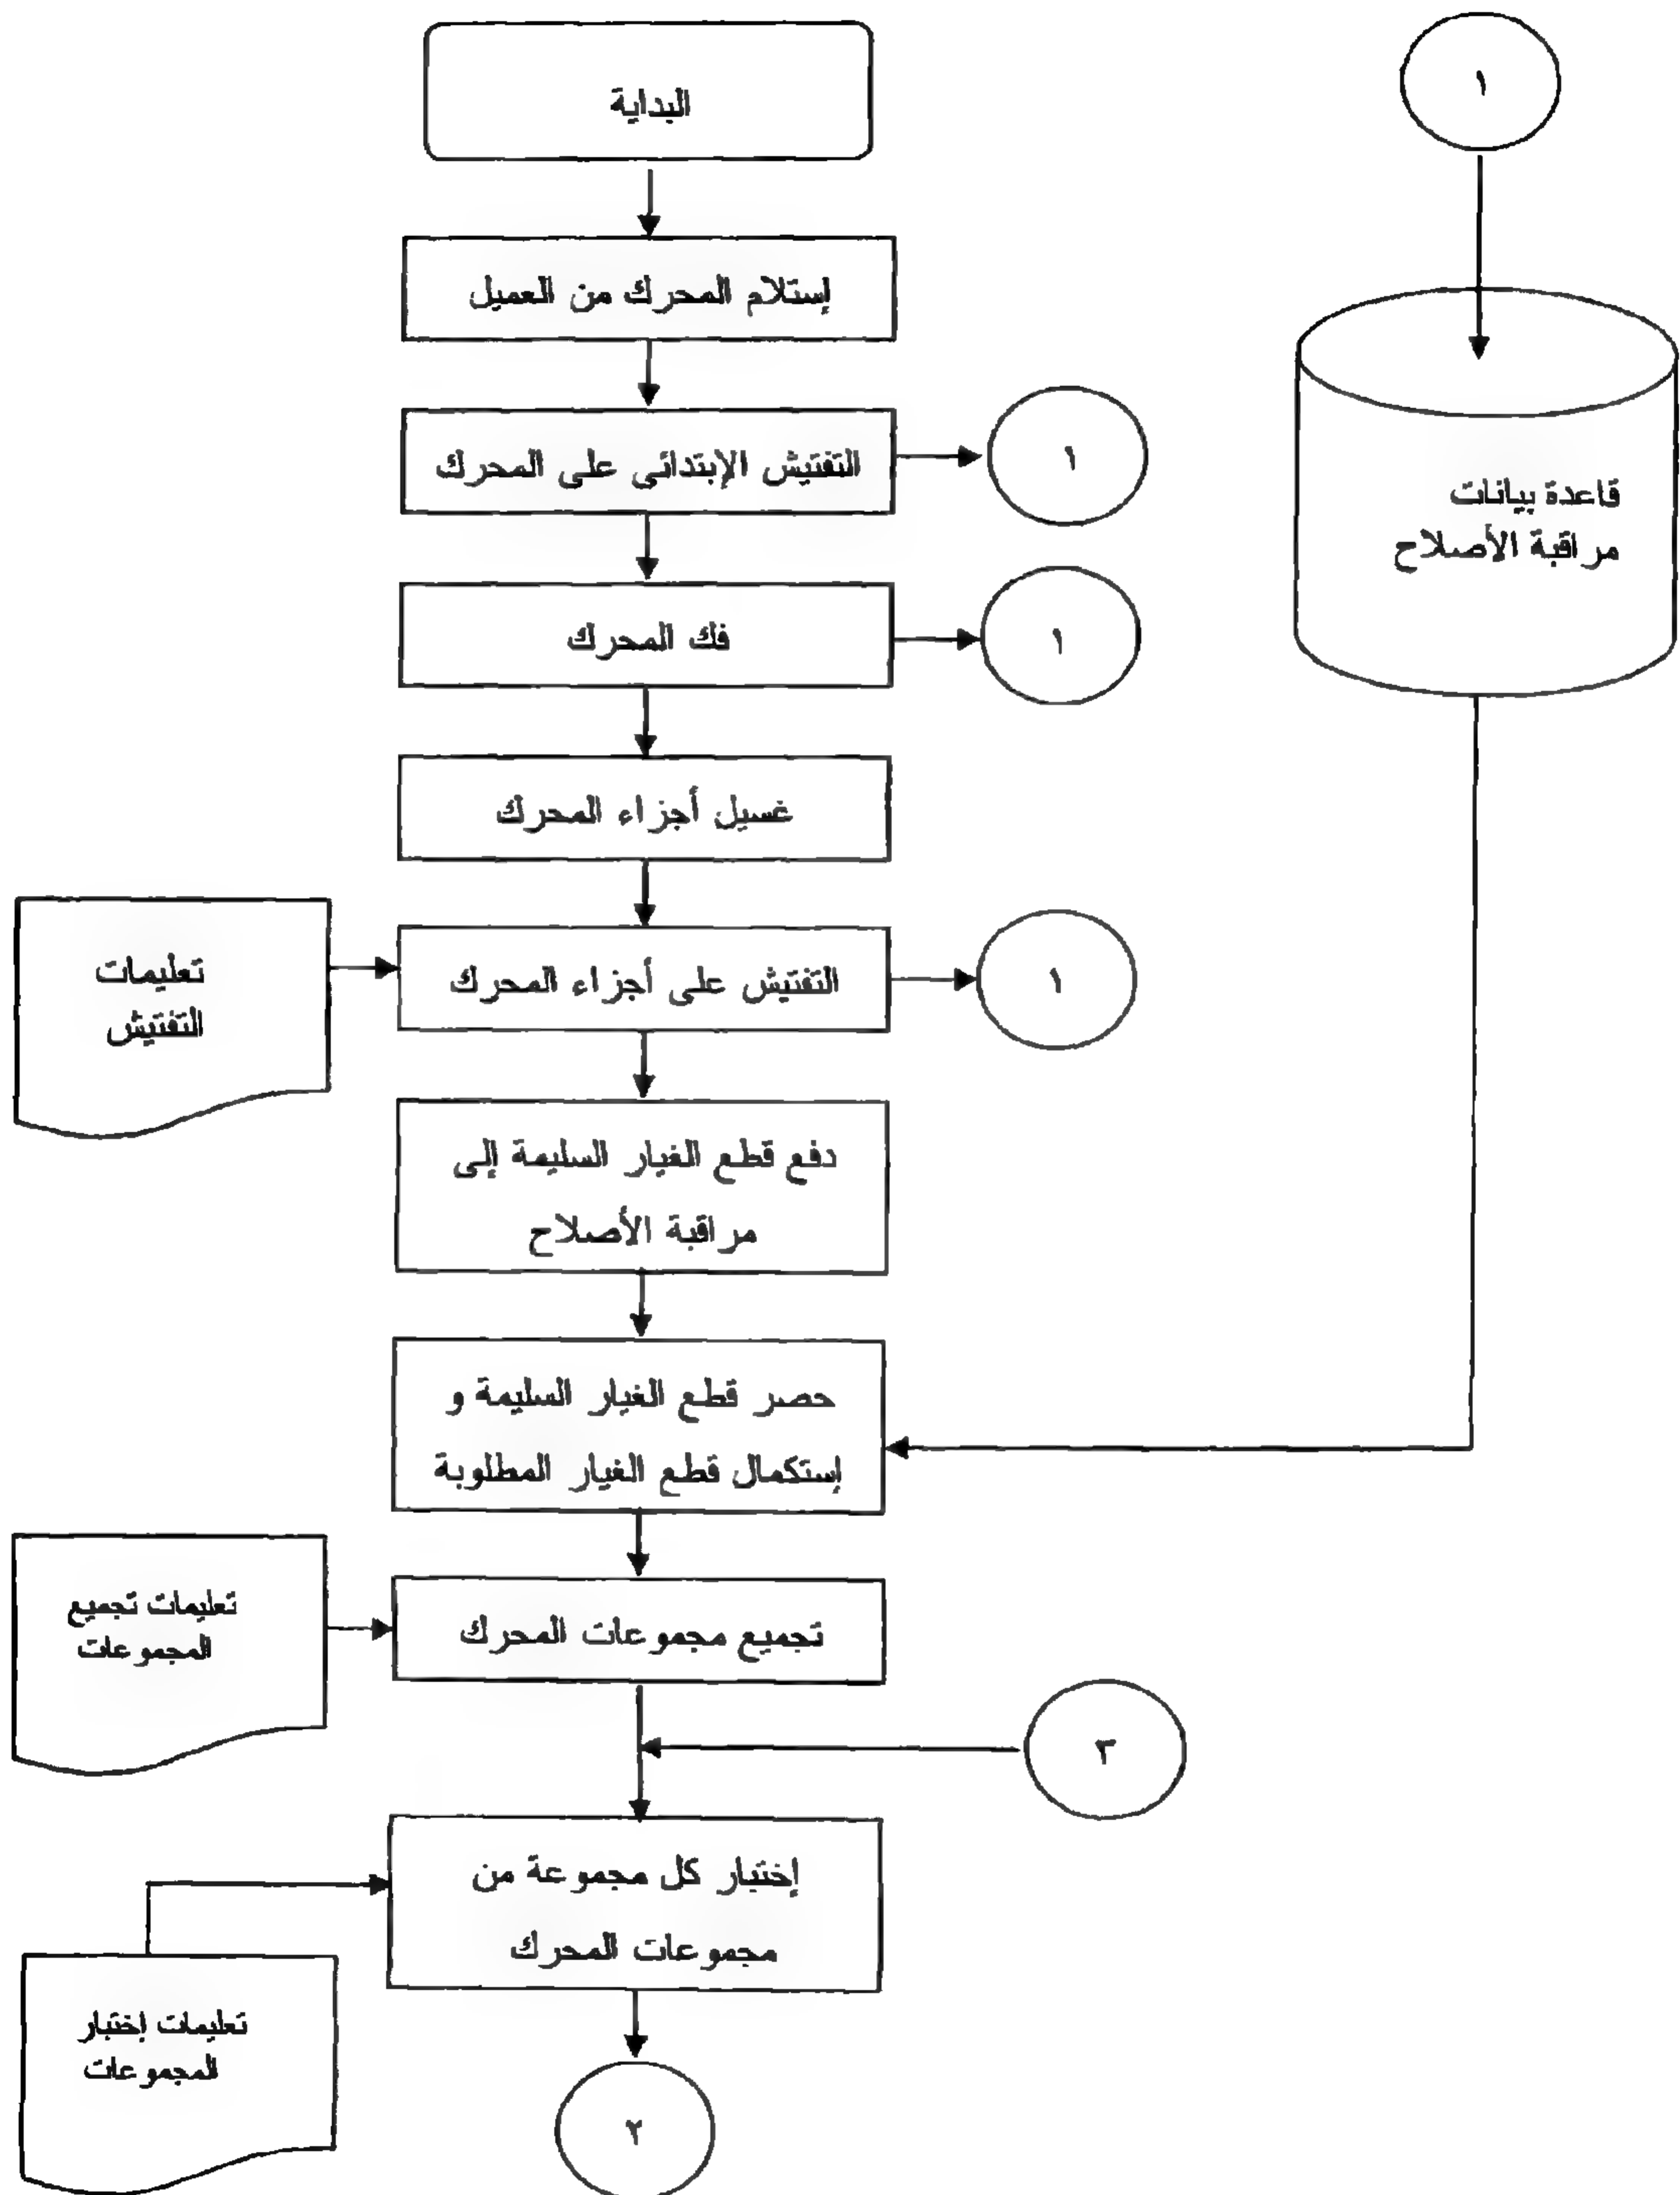 البداية
١
إستلام المحرك من العميل
التفتيش الإبتدائى على المحرك
١
قاعدة بيانات
مراقبة الأصلاح
فك المحرك
١
غسيل أجزاء المحرك
تعليمات
التفتيش
التفتيش على أجزاء المحرك
١
دفع قطع الغيار السليمة إلى
مراقبة الأصلاح
حصر قطع الغيار السليمة و
إستكمال قطع الغيار المطلوبة
تعليمات تجميع
المجموعات
تجميع مجموعات المحرك
٣
إختبار كل مجموعة من
مجموعات المحرك
تعليمات إختبار
المجموعات
٢